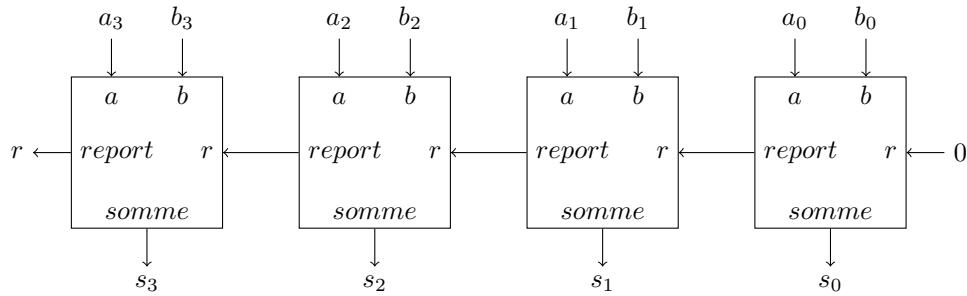 a₃ b₃ a₂ b₂ a₁ b₁ a₀ b₀
a b a b a b a b
r report r report r report r report r 0
somme somme somme somme
s₃ s₂ s₁ s₀